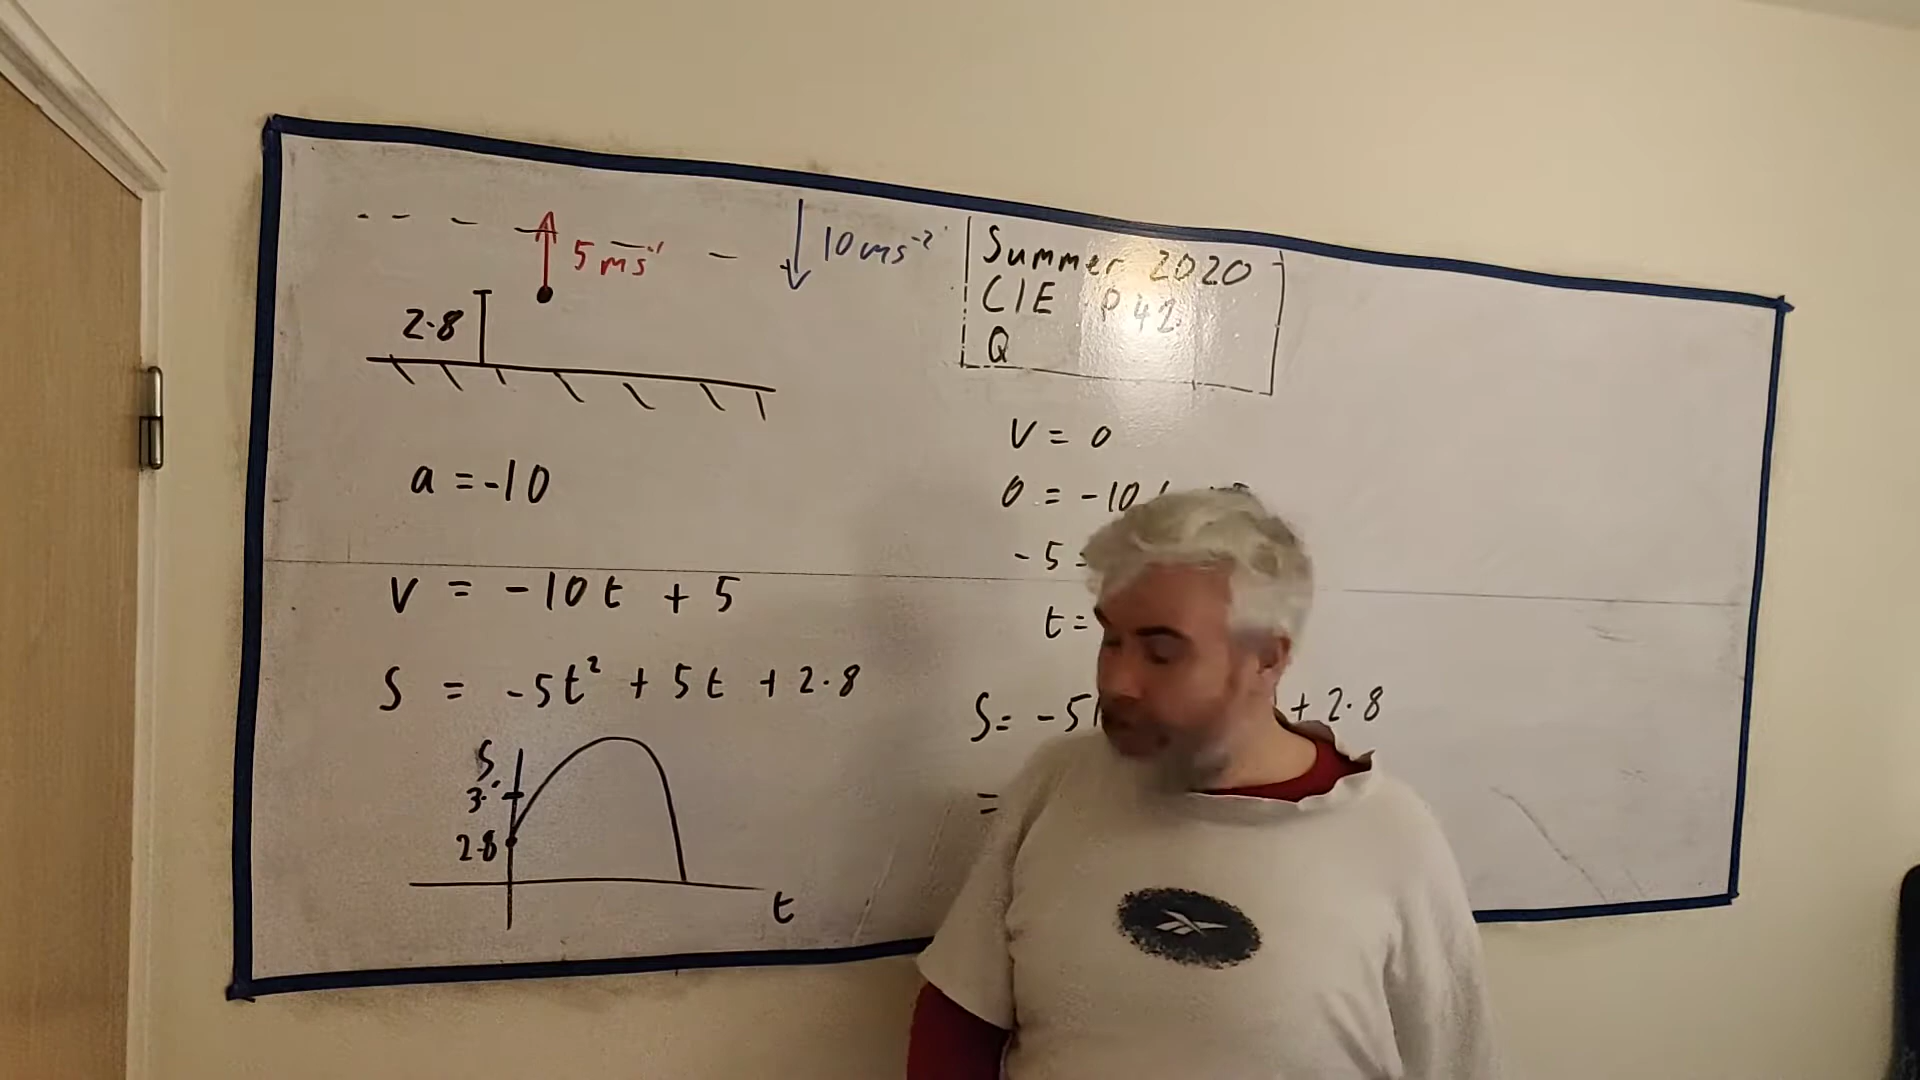 5 ms⁻¹
10 ms⁻²
2.8
a = -10
v = -10t + 5
s = -5t² + 5t + 2.8
s
3.
2.8
t
Summer 2020
CIE P42
Q
v = 0
0 = -10
-5 =
t =
s = -5( + 2.8
=